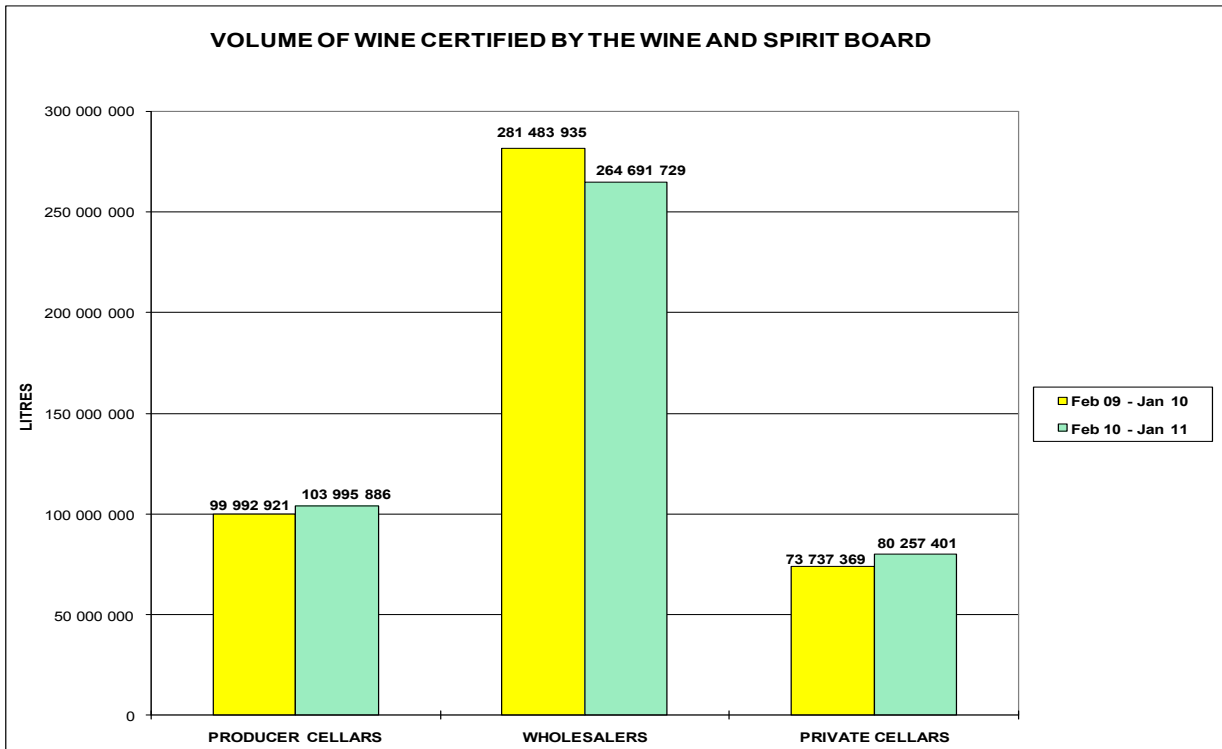 VOLUME OF WINE CERTIFIED BY THE WINE AND SPIRIT BOARD
300 000 000
250 000 000
200 000 000
150 000 000
100 000 000
50 000 000
0
LITRES
99 992 921
103 995 886
281 483 935
264 691 729
73 737 369
80 257 401
PRODUCER CELLARS
WHOLESALERS
PRIVATE CELLARS
Feb 09 - Jan 10
Feb 10 - Jan 11